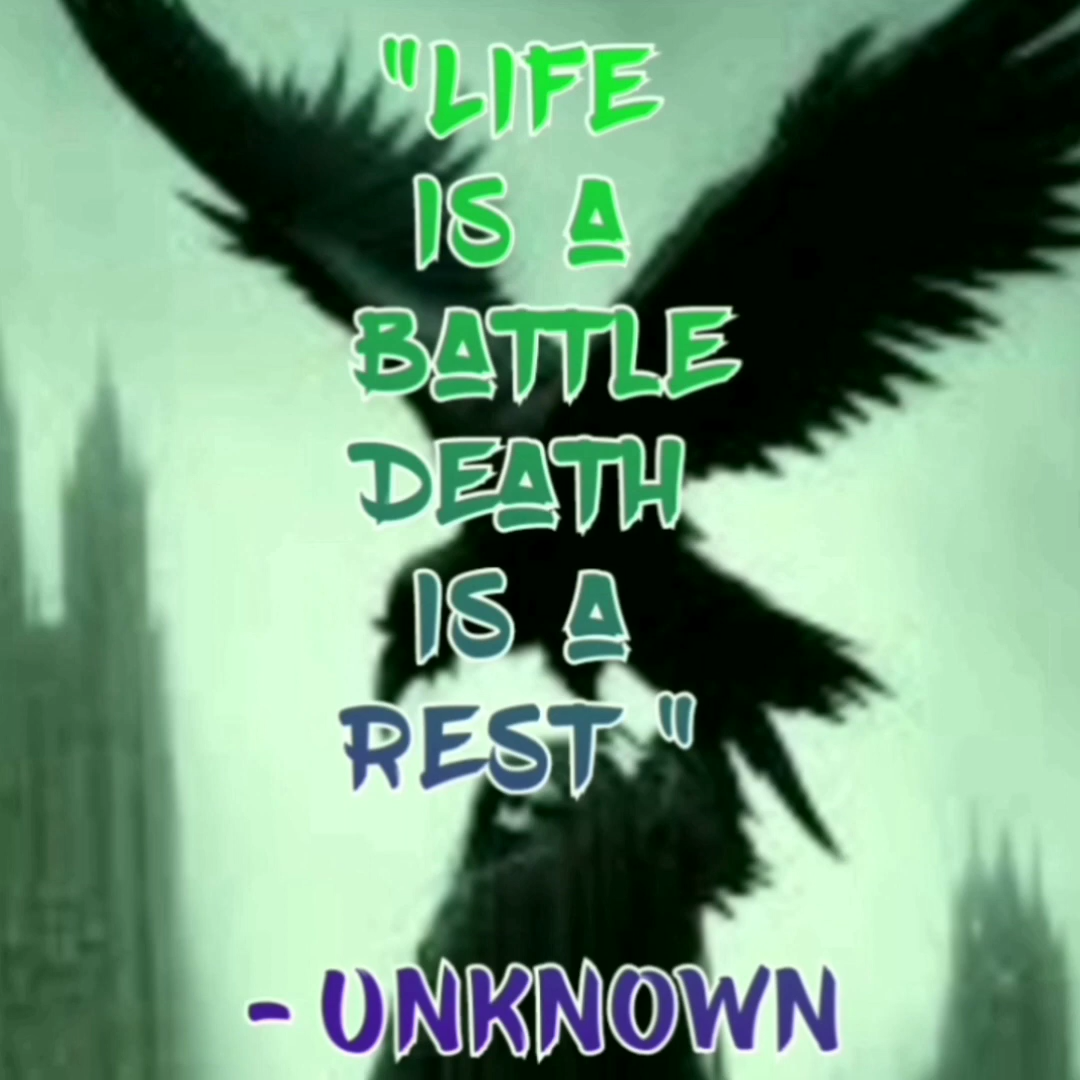 "LIFE
IS A
BATTLE
DEATH
IS A
REST "
- UNKNOWN